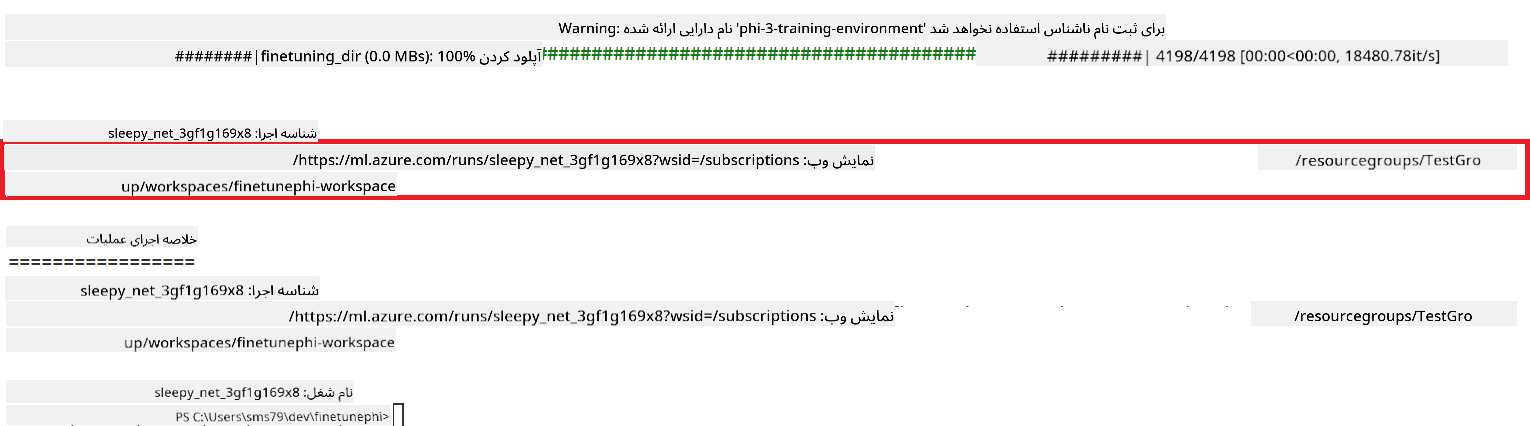 Warning: برای ثبت نام ناشناس استفاده نخواهد شد 'phi-3-training-environment' نام دارایی ارائه شده
آپلود کردن finetuning_dir (0.0 MBs): 100%|########################################################| 4198/4198 [00:00<00:00, 18480.78it/s]
شناسه اجرا: sleepy_net_3gf1g169x8
نمایش وب: https://ml.azure.com/runs/sleepy_net_3gf1g169x8?wsid=/subscriptions/ /resourcegroups/TestGro
up/workspaces/finetunephi-workspace
خلاصه اجرای عملیات
=================
شناسه اجرا: sleepy_net_3gf1g169x8
نمایش وب: https://ml.azure.com/runs/sleepy_net_3gf1g169x8?wsid=/subscriptions/ /resourcegroups/TestGro
up/workspaces/finetunephi-workspace
نام شغل: sleepy_net_3gf1g169x8
PS C:\Users\sms79\dev\finetunephi>